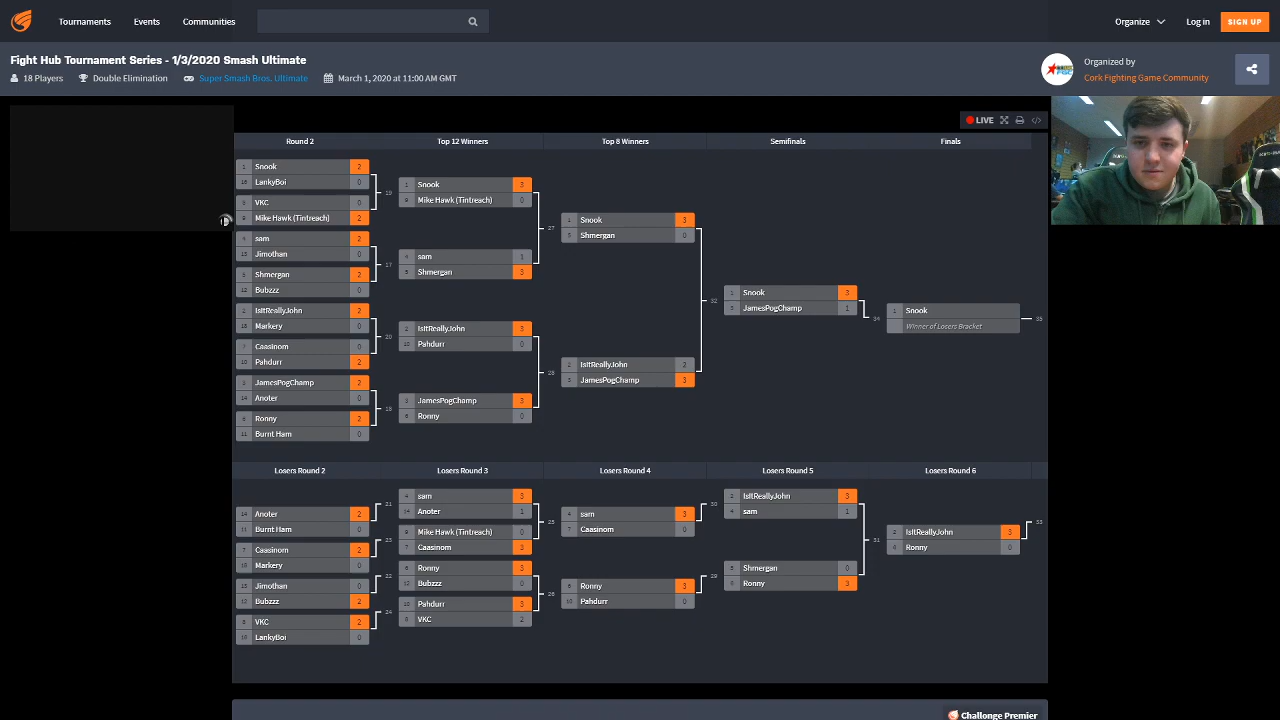 Tournaments Events Communities Organize Log in SIGN UP
Fight Hub Tournament Series - 1/3/2020 Smash Ultimate
18 Players Double Elimination Super Smash Bros. Ultimate March 1, 2020 at 11:00 AM GMT
Organized by
Cork Fighting Game Community
LIVE
Round 2 Top 12 Winners Top 8 Winners Semifinals Finals
Snook 2
LankyBoi 0
VKC 0
Mike Hawk (Tintreach) 2
sam 2
Jimothan 0
Shmergan 2
Bubzzz 0
IsItReallyJohn 2
Markery 0
Caasinom 0
Pahdurr 2
JamesPogChamp 2
Anoter 0
Ronny 2
Burnt Ham 0
Snook 3
Mike Hawk (Tintreach) 0
sam 1
Shmergan 3
IsItReallyJohn 3
Pahdurr 0
JamesPogChamp 3
Ronny 0
Snook 3
Shmergan 0
IsItReallyJohn 2
JamesPogChamp 3
Snook 3
JamesPogChamp 1
Snook
Winner of Losers Bracket
Losers Round 2 Losers Round 3 Losers Round 4 Losers Round 5 Losers Round 6
Anoter 2
Burnt Ham 0
Caasinom 2
Markery 0
Jimothan 0
Bubzzz 2
VKC 2
LankyBoi 0
sam 3
Anoter 1
Mike Hawk (Tintreach) 0
Caasinom 3
Ronny 3
Bubzzz 0
Pahdurr 3
VKC 2
sam 3
Caasinom 0
Ronny 3
Pahdurr 0
IsItReallyJohn 3
sam 1
Shmergan 0
Ronny 3
IsItReallyJohn 3
Ronny 0
Challonge Premier